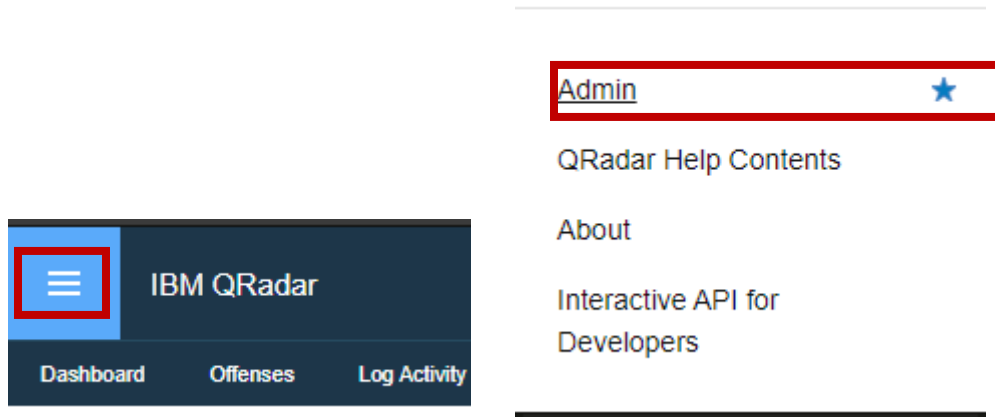 IBM QRadar
Dashboard Offenses Log Activity
Admin
QRadar Help Contents
About
Interactive API for
Developers